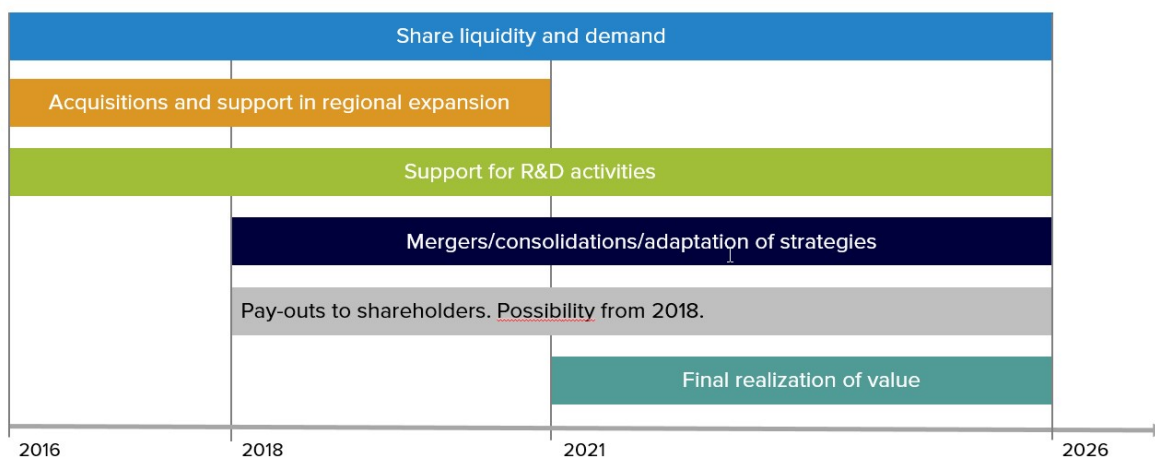 Share liquidity and demand
Acquisitions and support in regional expansion
Support for R&D activities
Mergers/consolidations/adaptation of strategies
Pay-outs to shareholders. Possibility from 2018.
Final realization of value
2016 2018 2021 2026